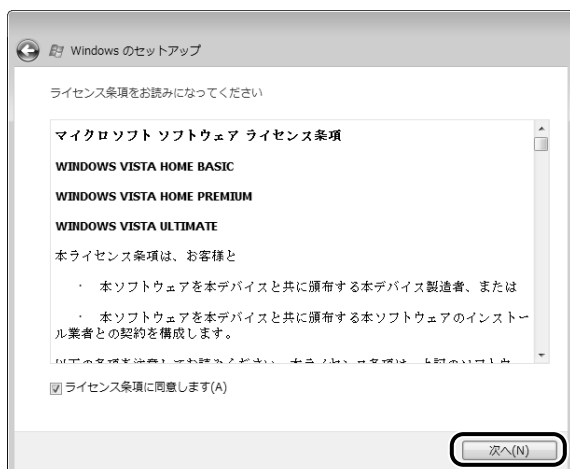 Windows のセットアップ
ライセンス条項をお読みになってください
マイクロソフト ソフトウェア ライセンス条項
WINDOWS VISTA HOME BASIC
WINDOWS VISTA HOME PREMIUM
WINDOWS VISTA ULTIMATE
本ライセンス条項は、お客様と
· 本ソフトウェアを本デバイスと共に頒布する本デバイス製造者、または
· 本ソフトウェアを本デバイスと共に頒布する本ソフトウェアのインストー
ル業者との契約を構成します。
ライセンス条項に同意します(A)
次へ(N)